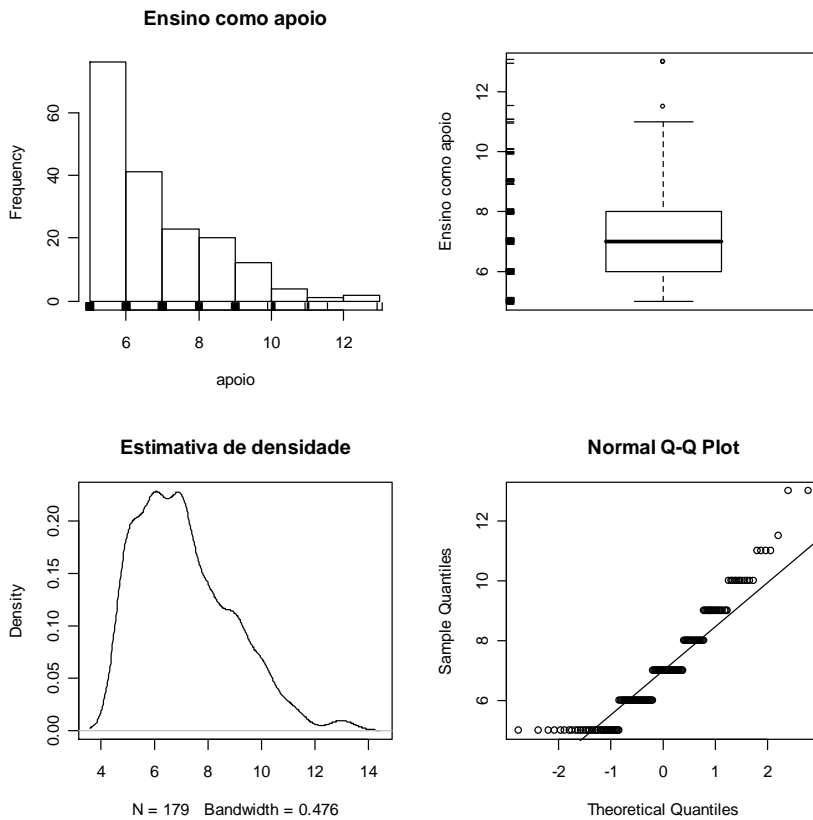 Ensino como apoio
Frequency
0 20 40 60
6 8 10 12
apoio
Ensino como apoio
6 8 10 12
Estimativa de densidade
Density
0.00 0.05 0.10 0.15 0.20
4 6 8 10 12 14
N = 179 Bandwidth = 0.476
Normal Q-Q Plot
Sample Quantiles
6 8 10 12
-2 -1 0 1 2
Theoretical Quantiles